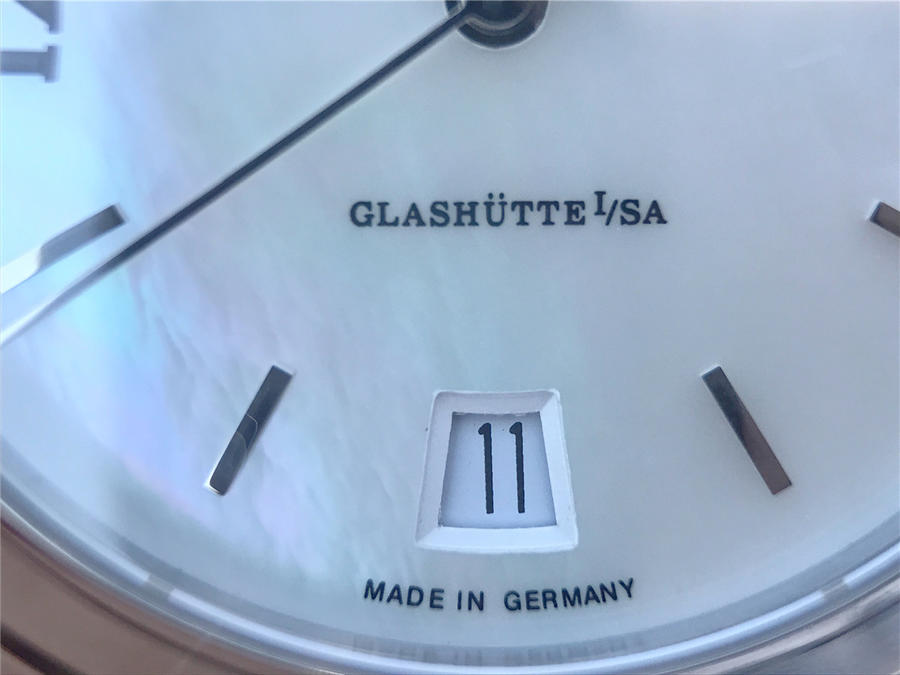 GLASHÜTTE I/SA
11
MADE IN GERMANY